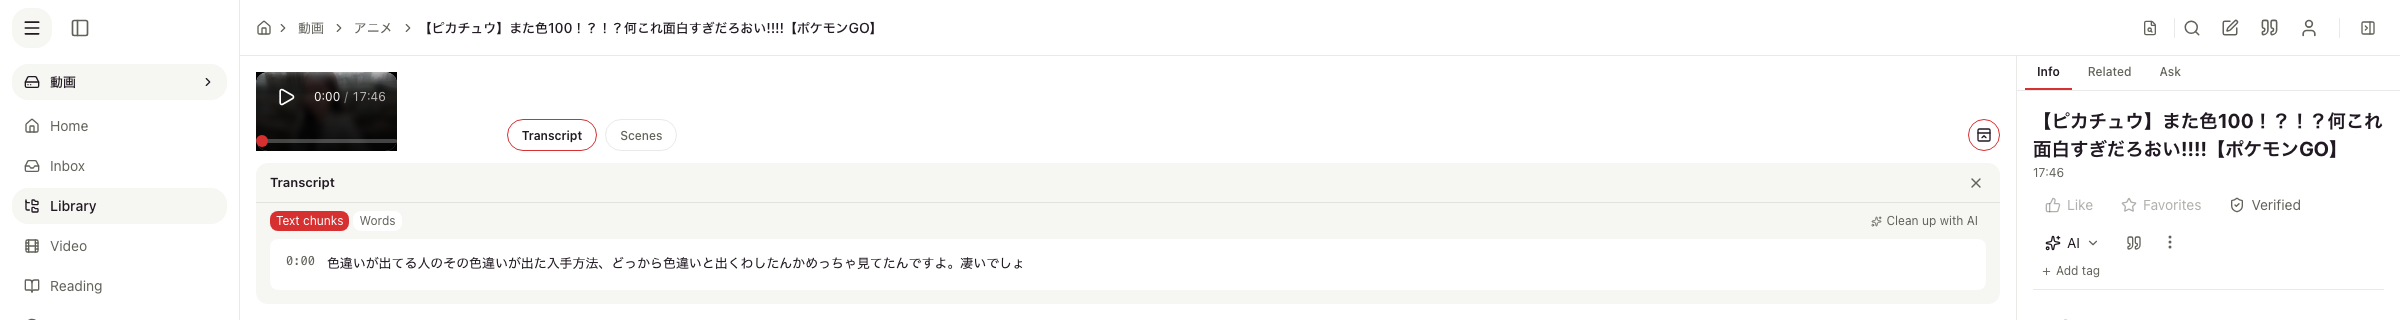 動画
Home
Inbox
Library
Video
Reading
動画 アニメ 【ピカチュウ】また色100！？！？何これ面白すぎだろおい!!!!【ポケモンGO】
0:00 / 17:46
Transcript Scenes
Transcript
Text chunks Words
Clean up with AI
0:00 色違いが出てる人のその色違いが出た入手方法、どっから色違いと出くわしたんかめっちゃ見てたんですよ。凄いでしょ
Info Related Ask
【ピカチュウ】また色100！？！？何これ
面白すぎだろおい!!!!【ポケモンGO】
17:46
Like Favorites Verified
AI
+ Add tag